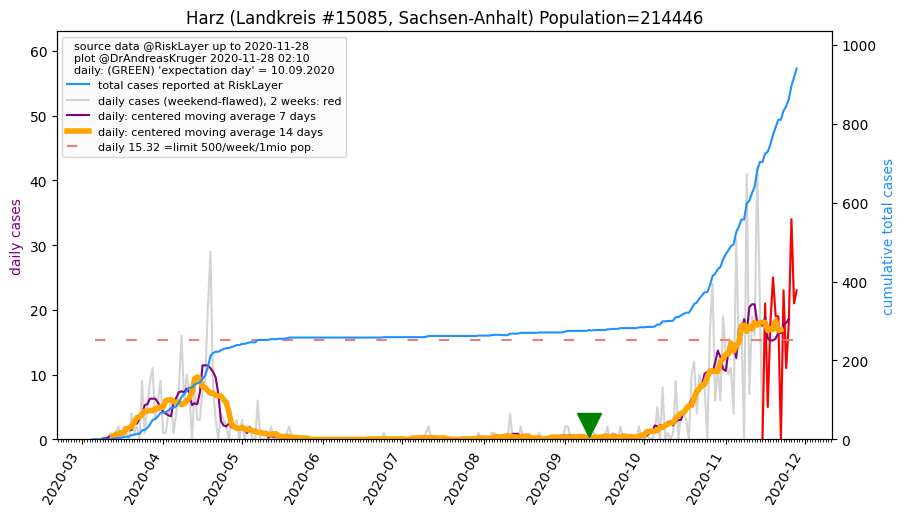 Harz (Landkreis #15085, Sachsen-Anhalt) Population=214446
source data @RiskLayer up to 2020-11-28
plot @DrAndreasKruger 2020-11-28 02:10
daily: (GREEN) 'expectation day' = 10.09.2020
total cases reported at RiskLayer
daily cases (weekend-flawed), 2 weeks: red
daily: centered moving average 7 days
daily: centered moving average 14 days
daily 15.32 =limit 500/week/1mio pop.
daily cases
60
50
40
30
20
10
0
cumulative total cases
1000
800
600
400
200
0
2020-03
2020-04
2020-05
2020-06
2020-07
2020-08
2020-09
2020-10
2020-11
2020-12